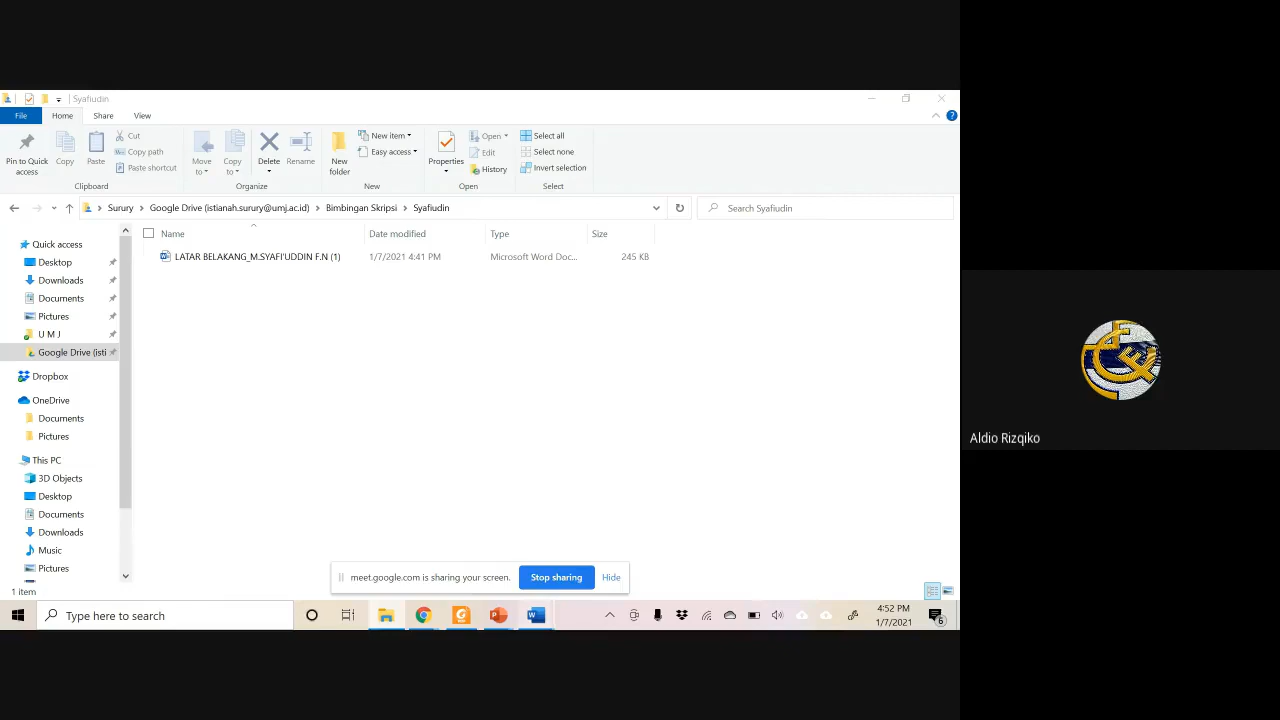 Syafiudin
File Home Share View
Pin to Quick access
Copy
Paste
Cut
Copy path
Paste shortcut
Clipboard
Move to
Copy to
Delete
Rename
Organize
New folder
New item
Easy access
New
Properties
Open
Edit
History
Open
Select all
Select none
Invert selection
Select
Surury > Google Drive (istianah.surury@umj.ac.id) > Bimbingan Skripsi > Syafiudin
Search Syafiudin
Name Date modified Type Size
LATAR BELAKANG_M.SYAFI'UDDIN F.N (1) 1/7/2021 4:41 PM Microsoft Word Doc... 245 KB
Quick access
Desktop
Downloads
Documents
Pictures
U M J
Google Drive (isti
Dropbox
OneDrive
Documents
Pictures
This PC
3D Objects
Desktop
Documents
Downloads
Music
Pictures
1 item
meet.google.com is sharing your screen. Stop sharing Hide
Type here to search
4:52 PM
1/7/2021
6
Aldio Rizqiko